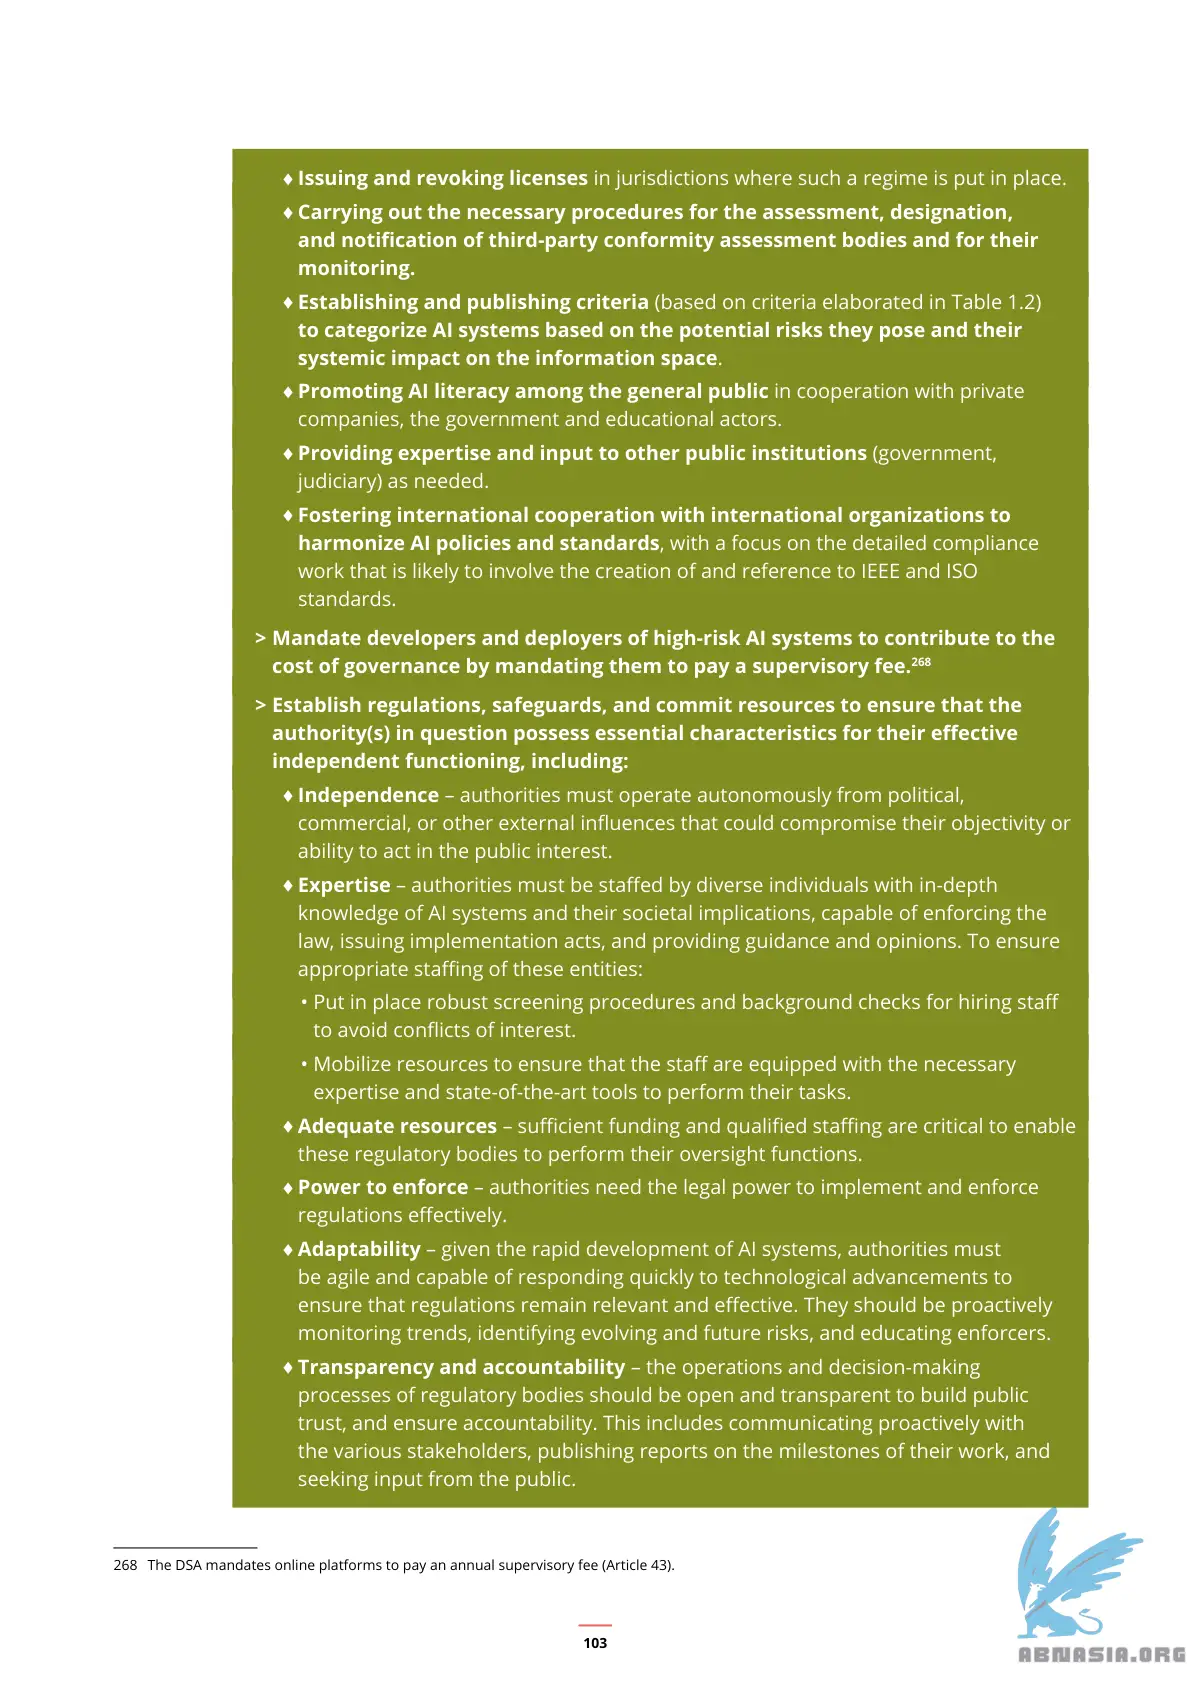 ♦ Issuing and revoking licenses in jurisdictions where such a regime is put in place.
♦ Carrying out the necessary procedures for the assessment, designation,
and notification of third-party conformity assessment bodies and for their
monitoring.
♦ Establishing and publishing criteria (based on criteria elaborated in Table 1.2)
to categorize AI systems based on the potential risks they pose and their
systemic impact on the information space.
♦ Promoting AI literacy among the general public in cooperation with private
companies, the government and educational actors.
♦ Providing expertise and input to other public institutions (government,
judiciary) as needed.
♦ Fostering international cooperation with international organizations to
harmonize AI policies and standards, with a focus on the detailed compliance
work that is likely to involve the creation of and reference to IEEE and ISO
standards.
> Mandate developers and deployers of high-risk AI systems to contribute to the
cost of governance by mandating them to pay a supervisory fee.268
> Establish regulations, safeguards, and commit resources to ensure that the
authority(s) in question possess essential characteristics for their effective
independent functioning, including:
♦ Independence – authorities must operate autonomously from political,
commercial, or other external influences that could compromise their objectivity or
ability to act in the public interest.
♦ Expertise – authorities must be staffed by diverse individuals with in-depth
knowledge of AI systems and their societal implications, capable of enforcing the
law, issuing implementation acts, and providing guidance and opinions. To ensure
appropriate staffing of these entities:
• Put in place robust screening procedures and background checks for hiring staff
to avoid conflicts of interest.
• Mobilize resources to ensure that the staff are equipped with the necessary
expertise and state-of-the-art tools to perform their tasks.
♦ Adequate resources – sufficient funding and qualified staffing are critical to enable
these regulatory bodies to perform their oversight functions.
♦ Power to enforce – authorities need the legal power to implement and enforce
regulations effectively.
♦ Adaptability – given the rapid development of AI systems, authorities must
be agile and capable of responding quickly to technological advancements to
ensure that regulations remain relevant and effective. They should be proactively
monitoring trends, identifying evolving and future risks, and educating enforcers.
♦ Transparency and accountability – the operations and decision-making
processes of regulatory bodies should be open and transparent to build public
trust, and ensure accountability. This includes communicating proactively with
the various stakeholders, publishing reports on the milestones of their work, and
seeking input from the public.
268 The DSA mandates online platforms to pay an annual supervisory fee (Article 43).
103
ABNASIA.ORG